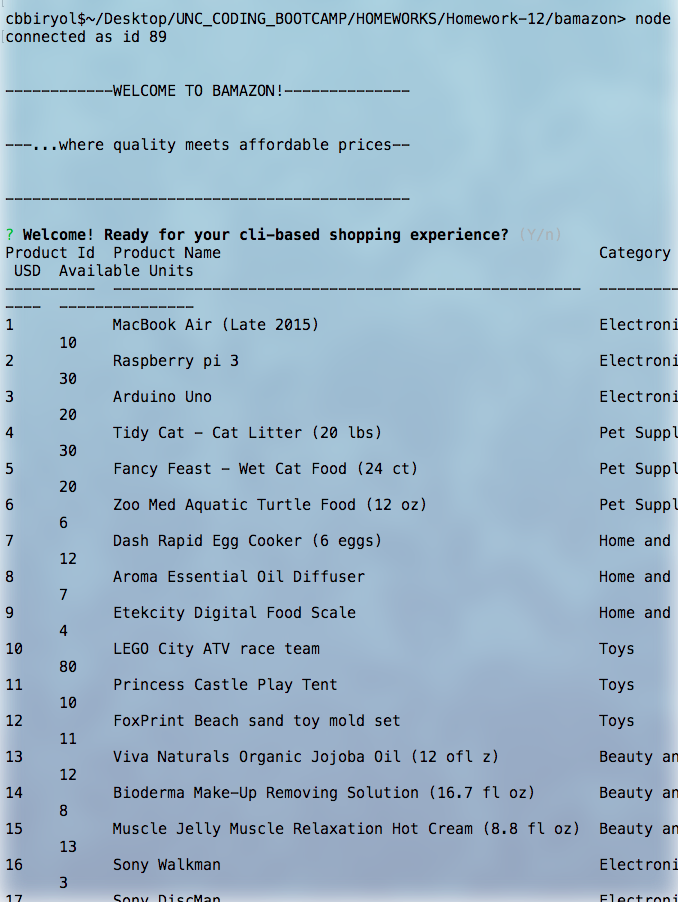 cbbiryol$~/Desktop/UNC_CODING_BOOTCAMP/HOMEWORKS/Homework-12/bamazon> node
connected as id 89
------------WELCOME TO BAMAZON!--------------
---...where quality meets affordable prices--
---------------------------------------------
? Welcome! Ready for your cli-based shopping experience? (Y/n)
Product Id  Product Name                                          Category
 USD  Available Units
----------  ----------------------------------------------------  ---------
----  ---------------
1           MacBook Air (Late 2015)                               Electroni
      10
2           Raspberry pi 3                                        Electroni
      30
3           Arduino Uno                                           Electroni
      20
4           Tidy Cat - Cat Litter (20 lbs)                        Pet Suppl
      30
5           Fancy Feast - Wet Cat Food (24 ct)                    Pet Suppl
      20
6           Zoo Med Aquatic Turtle Food (12 oz)                   Pet Suppl
      6
7           Dash Rapid Egg Cooker (6 eggs)                        Home and
      12
8           Aroma Essential Oil Diffuser                          Home and
      7
9           Etekcity Digital Food Scale                           Home and
      4
10          LEGO City ATV race team                               Toys
      80
11          Princess Castle Play Tent                             Toys
      10
12          FoxPrint Beach sand toy mold set                      Toys
      11
13          Viva Naturals Organic Jojoba Oil (12 ofl z)           Beauty an
      12
14          Bioderma Make-Up Removing Solution (16.7 fl oz)       Beauty an
      8
15          Muscle Jelly Muscle Relaxation Hot Cream (8.8 fl oz)  Beauty an
      13
16          Sony Walkman                                          Electroni
      3
17          Sony DiscMan                                          Electroni